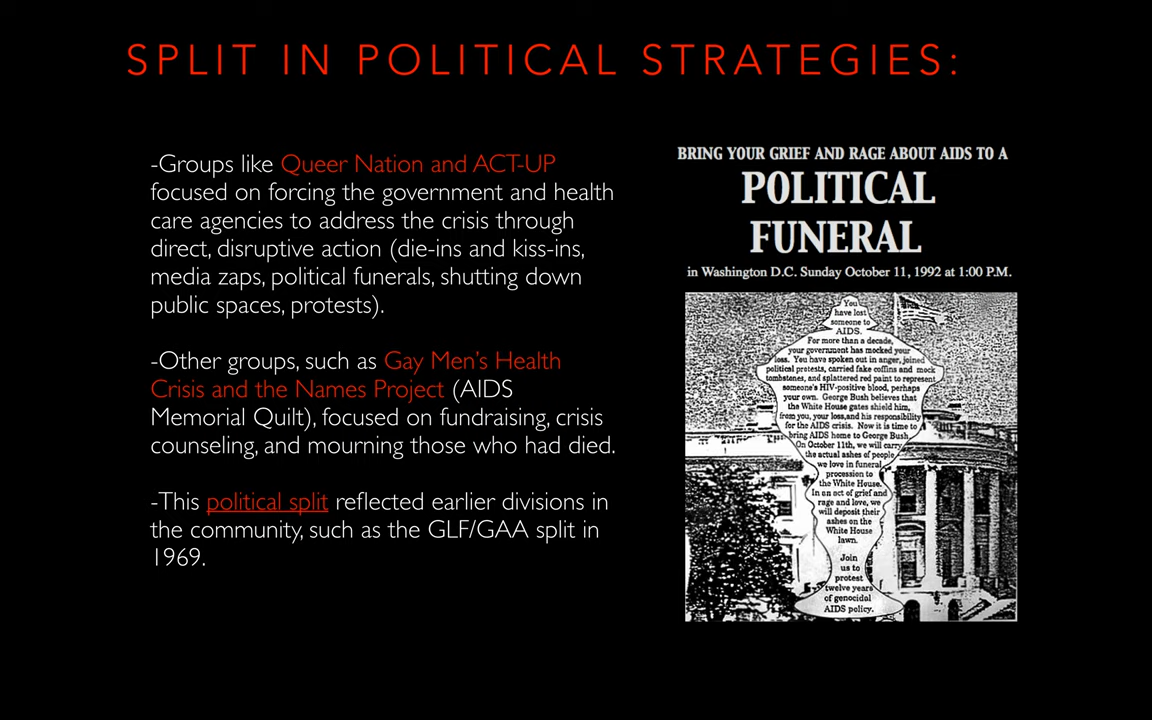 SPLIT IN POLITICAL STRATEGIES:
-Groups like Queer Nation and ACT-UP
focused on forcing the government and health
care agencies to address the crisis through
direct, disruptive action (die-ins and kiss-ins,
media zaps, political funerals, shutting down
public spaces, protests).
-Other groups, such as Gay Men's Health
Crisis and the Names Project (AIDS
Memorial Quilt), focused on fundraising, crisis
counseling, and mourning those who had died.
-This political split reflected earlier divisions in
the community, such as the GLF/GAA split in
1969.
BRING YOUR GRIEF AND RAGE ABOUT AIDS TO A
POLITICAL
FUNERAL
in Washington D.C. Sunday October 11, 1992 at 1:00 P.M.
You
have lost
someone to
AIDS.
For more than a decade,
your government has mocked your
loss. You have spoken out in anger, joined
political protests, carried fake coffins and mock
tombstones, and splattered red paint to represent
someone's HIV-positive blood, perhaps
your own. George Bush believes that
the White House gates shield him,
from you, your loss, and his responsibility
for the AIDS crisis. Now it is time to
bring AIDS home to George Bush.
On October 11th, we will carry
the actual ashes of people
we love in funeral
procession to
the White House.
In an act of grief and
rage and love, we
will deposit their
ashes on the
White House
lawn.
Join
us to
protest
twelve years
of genocidal
AIDS policy.